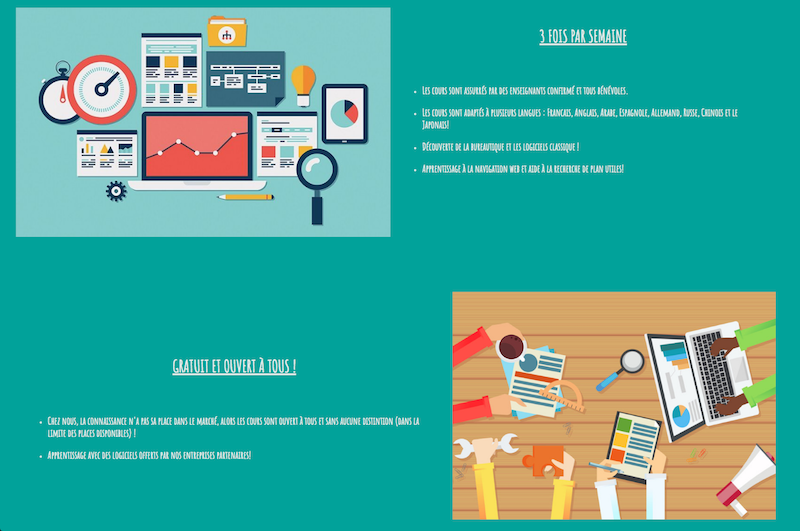 3 FOIS PAR SEMAINE
Les cours sont assurrés par des enseignants confirmé et tous bénévoles.
Les cours sont adaptés à plusieurs langues : Francais, Anglais, Arabe, Espagnole, Allemand, Russe, Chinois et le
Japonais!
Découverte de la bureautique et les logiciels classique !
Apprentissage à la navigation web et aide à la recherche de plan utiles!
GRATUIT ET OUVERT À TOUS !
Chez nous, la connaissance n'a pas sa place dans le marché, alors les cours sont ouvert à tous et sans aucune distintion (dans la
limite des places disponibles) !
Apprentissage avec des logiciels offerts par nos entreprises partenaires!